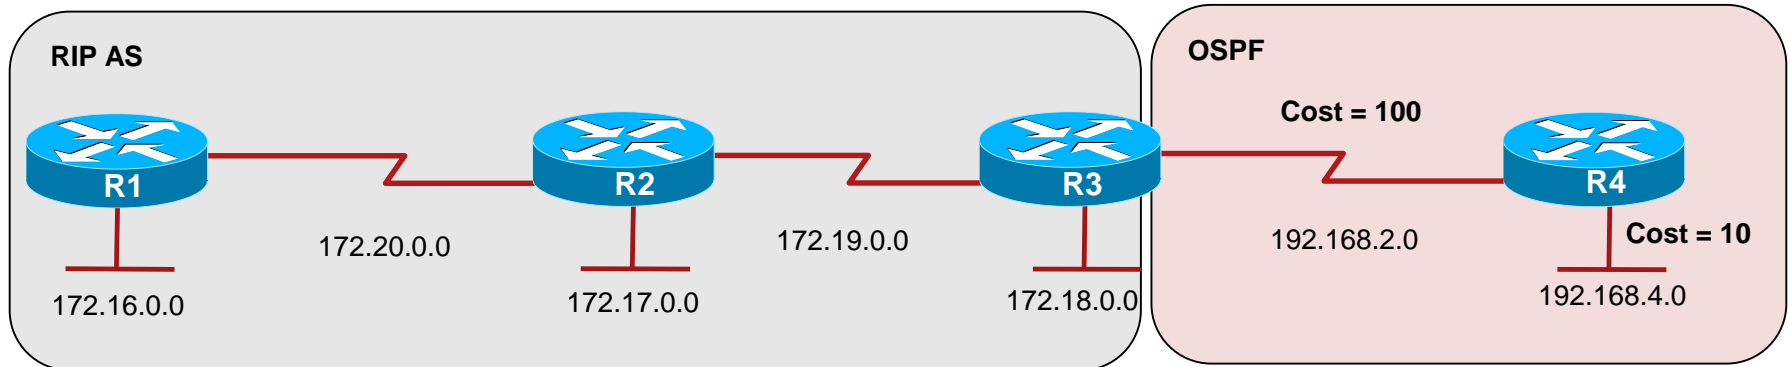 RIP AS
OSPF
Cost = 100
R1
R2
R3
R4
172.20.0.0
172.19.0.0
192.168.2.0
Cost = 10
172.16.0.0
172.17.0.0
172.18.0.0
192.168.4.0